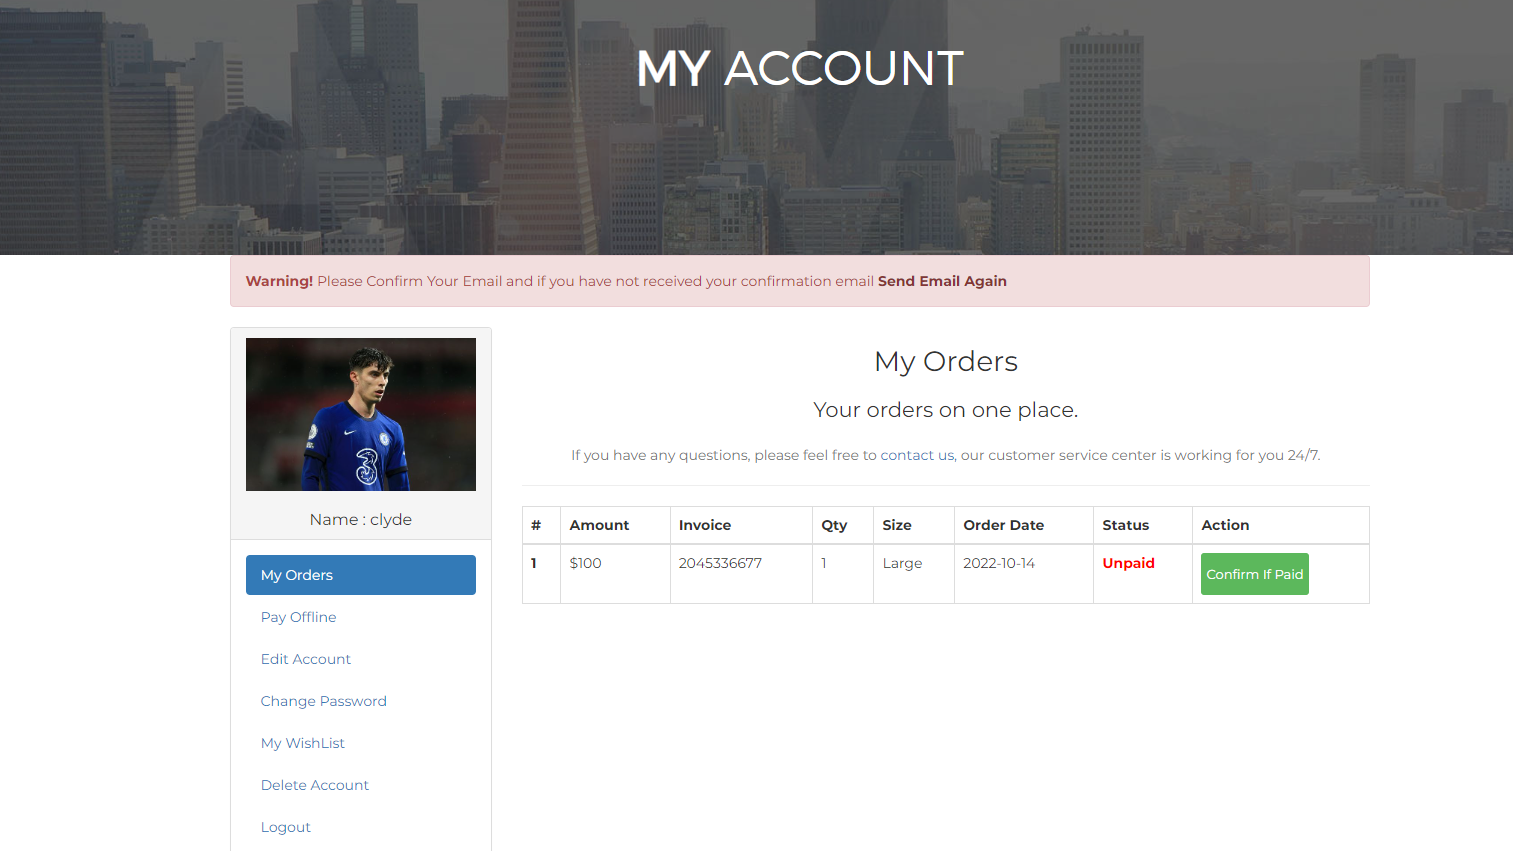 MY ACCOUNT
Warning! Please Confirm Your Email and if you have not received your confirmation email Send Email Again
3
Name : clyde
My Orders
Pay Offline
Edit Account
Change Password
My WishList
Delete Account
Logout
My Orders
Your orders on one place.
If you have any questions, please feel free to contact us, our customer service center is working for you 24/7.
# Amount Invoice Qty Size Order Date Status Action
1 $100 2045336677 1 Large 2022-10-14 Unpaid Confirm If Paid